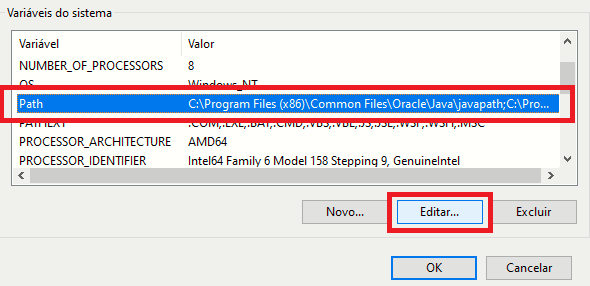 Variáveis do sistema
Variável Valor
NUMBER_OF_PROCESSORS 8
OS Windows_NT
Path C:\Program Files (x86)\Common Files\Oracle\Java\javapath;C:\Pro...
PATHEXT .COM;.EXE;.BAT;.CMD;.VBS;.VBE;.JS;.JSE;.WSF;.WSH;.MSC
PROCESSOR_ARCHITECTURE AMD64
PROCESSOR_IDENTIFIER Intel64 Family 6 Model 158 Stepping 9, GenuineIntel
Novo... Editar... Excluir
OK Cancelar